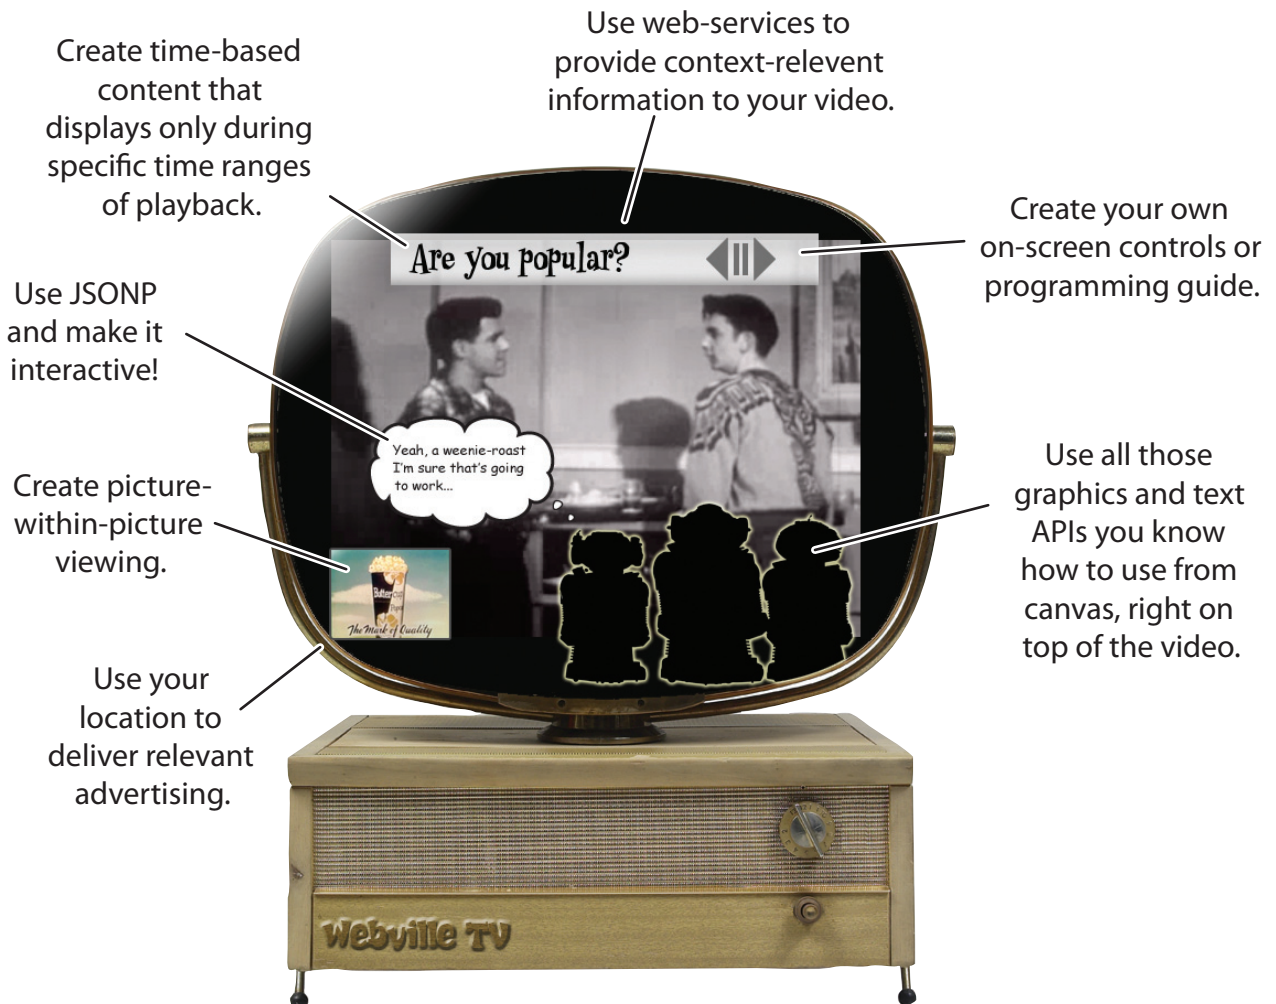 Use web-services to
provide context-relevent
information to your video.
Create time-based
content that
displays only during
specific time ranges
of playback.
Create your own
on-screen controls or
programming guide.
Are you popular?
Use JSONP
and make it
interactive!
Yeah, a weenie-roast
I'm sure that's going
to work...
Create picture-
within-picture
viewing.
Use all those
graphics and text
APIs you know
how to use from
canvas, right on
top of the video.
Butter
The Mark of Quality
Use your
location to
deliver relevant
advertising.
Webville TV